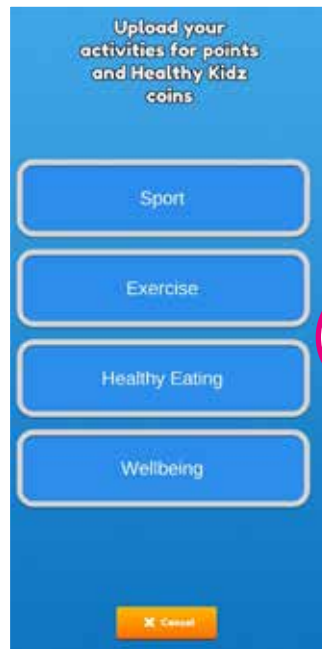 Upload your
activities for points
and Healthy Kidz
coins
Sport
Exercise
Healthy Eating
Wellbeing
Cancel